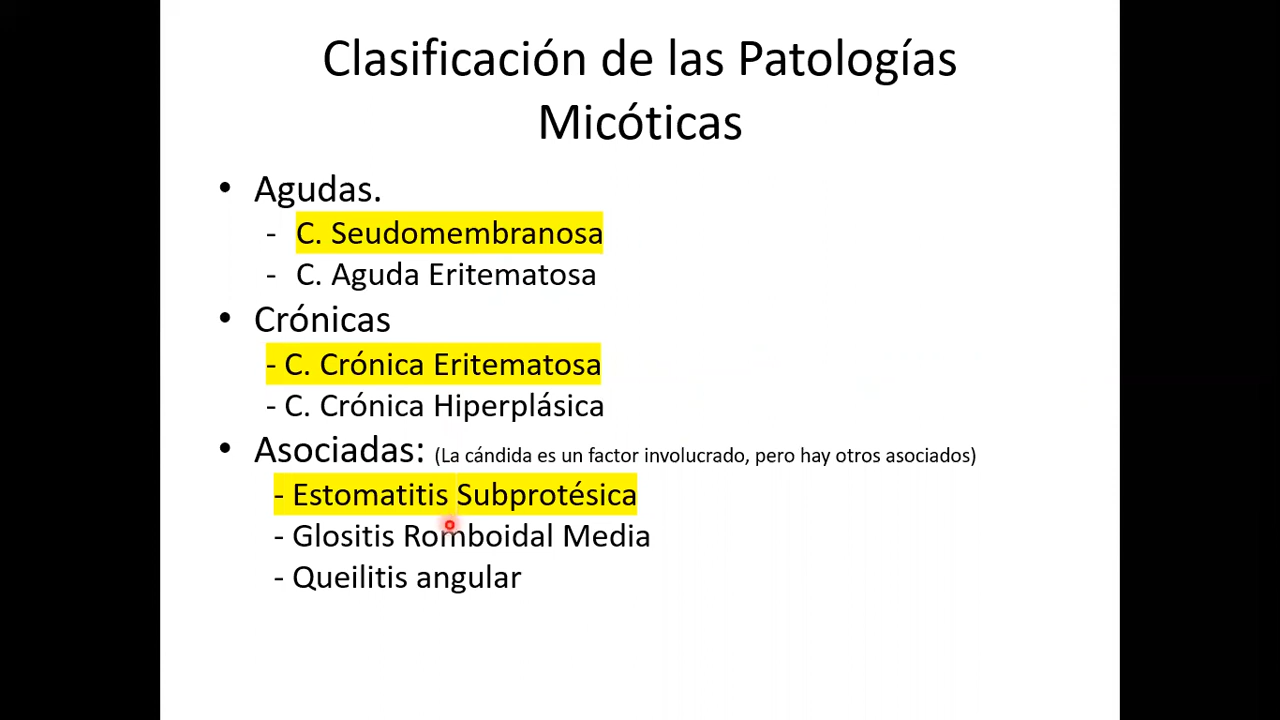 Clasificación de las Patologías
Micóticas
• Agudas.
- C. Seudomembranosa
- C. Aguda Eritematosa
• Crónicas
- C. Crónica Eritematosa
- C. Crónica Hiperplásica
• Asociadas: (La cándida es un factor involucrado, pero hay otros asociados)
- Estomatitis Subprotésica
- Glositis Romboidal Media
- Queilitis angular